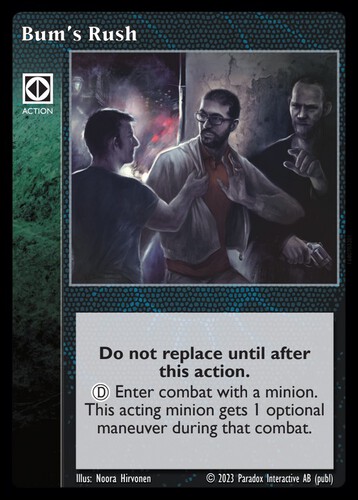 Bum's Rush
ACTION
Do not replace until after
this action.
Ⓓ Enter combat with a minion.
This acting minion gets 1 optional
maneuver during that combat.
Illus: Noora Hirvonen © 2023 Paradox Interactive AB (publ)